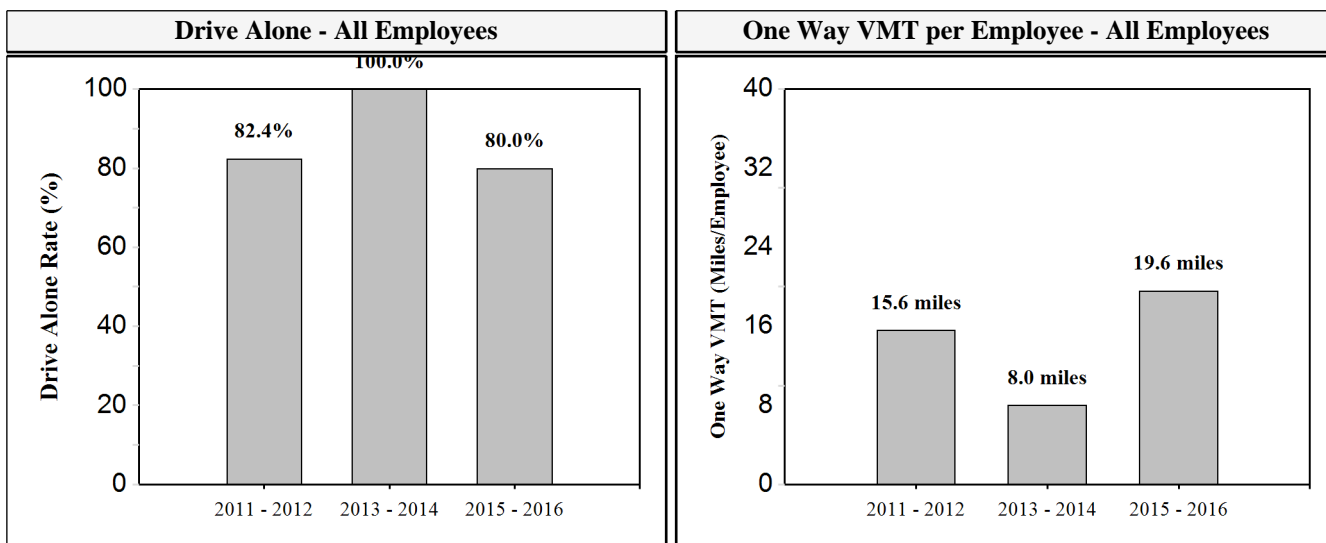 Drive Alone - All Employees
One Way VMT per Employee - All Employees
Drive Alone Rate (%)
100
80
60
40
20
0
82.4%
100.0%
80.0%
2011 - 2012
2013 - 2014
2015 - 2016
One Way VMT (Miles/Employee)
40
32
24
16
8
0
15.6 miles
8.0 miles
19.6 miles
2011 - 2012
2013 - 2014
2015 - 2016